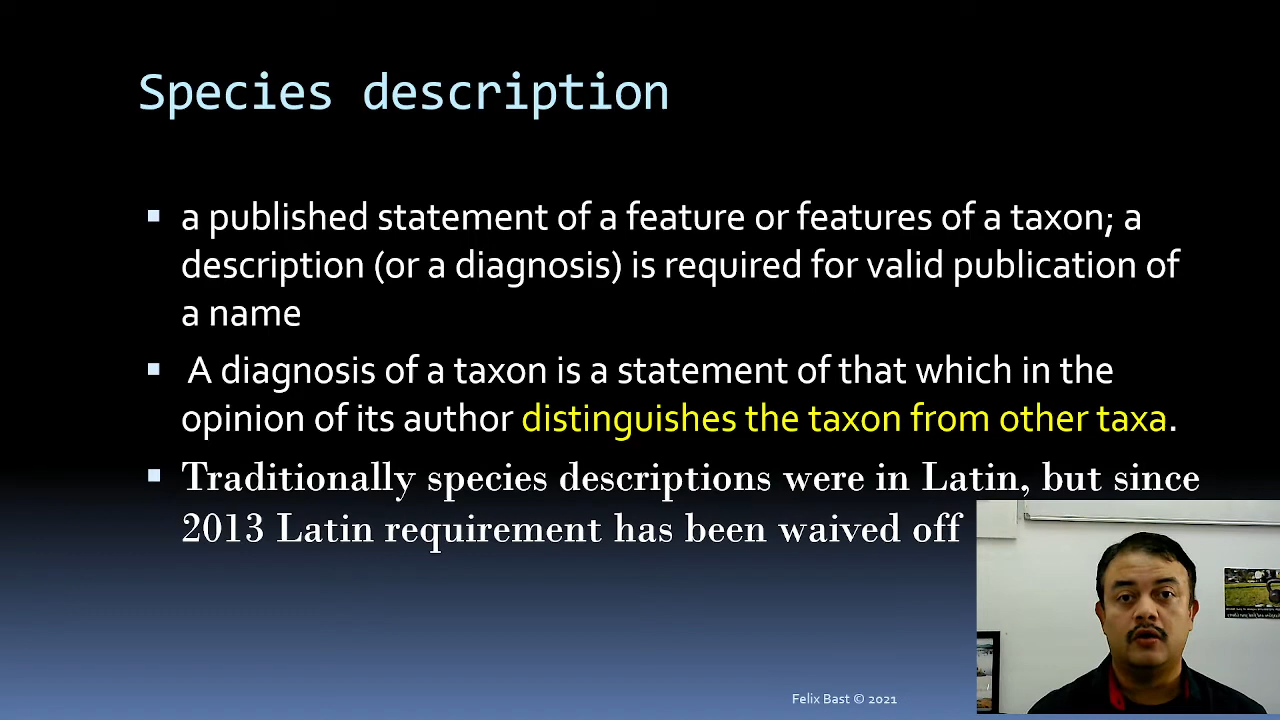 Species description
a published statement of a feature or features of a taxon; a
description (or a diagnosis) is required for valid publication of
a name
A diagnosis of a taxon is a statement of that which in the
opinion of its author distinguishes the taxon from other taxa.
Traditionally species descriptions were in Latin, but since
2013 Latin requirement has been waived off
Felix Bast © 2021